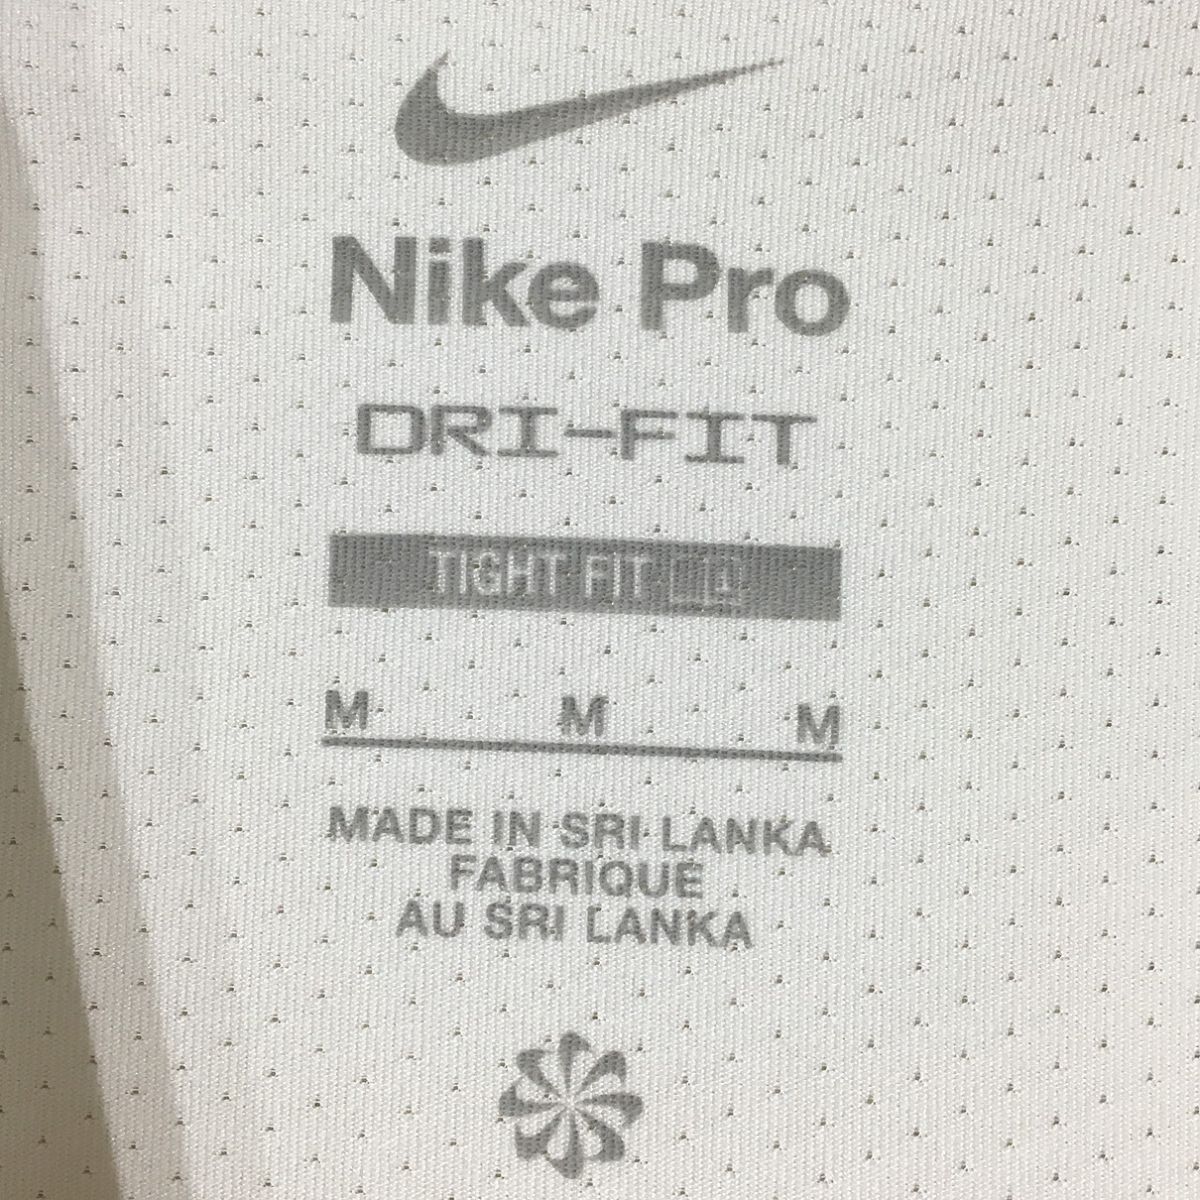 Nike Pro
DRI-FIT
TIGHT FIT
M M M
MADE IN SRI LANKA
FABRIQUE
AU SRI LANKA